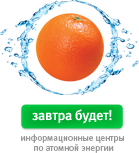 завтра будет!
информационные центры
по атомной энергии